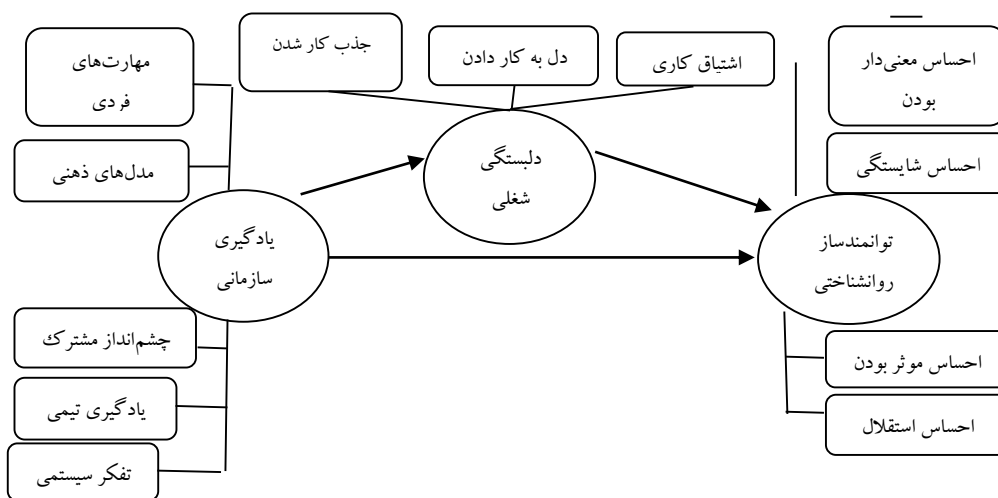 احساس معنی‌دار
بودن
اشتیاق کاری
دل به کار دادن
جذب کار شدن
مهارت‌های
فردی
احساس شایستگی
دلبستگی
شغلی
مدل‌های ذهنی
توانمندساز
روانشناختی
یادگیری
سازمانی
احساس موثر بودن
چشم‌انداز مشترک
احساس استقلال
یادگیری تیمی
تفکر سیستمی